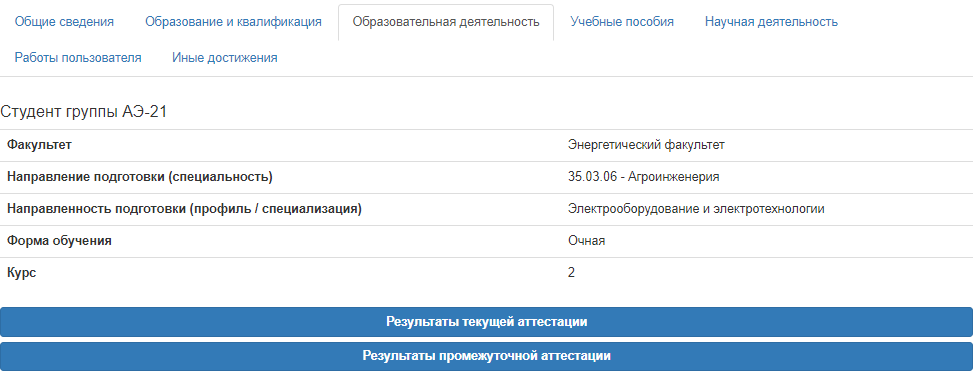 Общие сведения Образование и квалификация Образовательная деятельность Учебные пособия Научная деятельность
Работы пользователя Иные достижения
Студент группы АЭ-21
Факультет Энергетический факультет
Направление подготовки (специальность) 35.03.06 - Агроинженерия
Направленность подготовки (профиль / специализация) Электрооборудование и электротехнологии
Форма обучения Очная
Курс 2
Результаты текущей аттестации
Результаты промежуточной аттестации